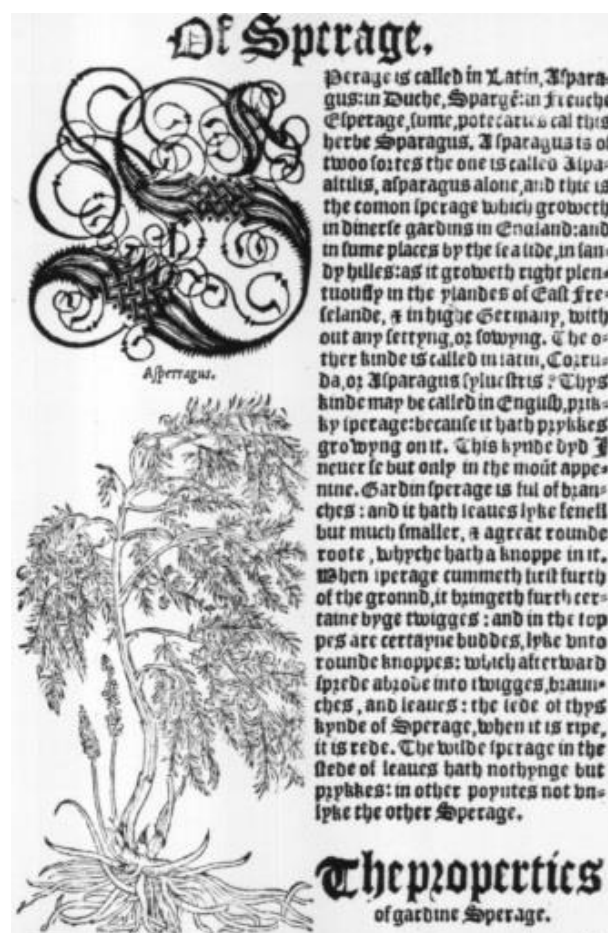 Of Sperage.
Perage is called in Latin, Aspara-
gus: in Duche, Spargē: in Frenche
Esperage, sume, potecaries cal this
herbe Sparagus. Asparagus is of
twoo sortes the one is called Aspa-
altilis, asparagus alone, and this is
the comon sperage which groweth
in diuerse gardins in England: and
in sume places by the sea side, in san-
dy hilles: as it groweth right plen-
tuously in the ylandes of East Fre-
selande, & in highe Germany, with
out any settyng, or sowyng. The o-
ther kinde is called in latin, Corru-
da, or Asparagus syluestris: Thys
kinde may be called in English, prik-
ky sperage: because it hath prykkes
growyng on it. This kynde dyd I
neuer se but only in the moūt appe-
nine. Gardin sperage is ful of bran-
ches: and it hath leaues lyke fenell
but much smaller, & a great rounde
roote, whyche hath a knoppe in it.
When sperage cummeth first furth
of the ground, it bringeth furth cer-
taine byge twigges: and in the top
pes are certayne buddes, lyke vnto
rounde knoppes: which afterward
sprede abrode into twigges, braun-
ches, and leaues: the sede of thys
kynde of Sperage, when it is ripe,
it is rede. The wilde sperage in the
stede of leaues hath nothynge but
prykkes: in other poyntes not vn-
lyke the other Sperage.
Asperragus.
The properties
of gardine Sperage.